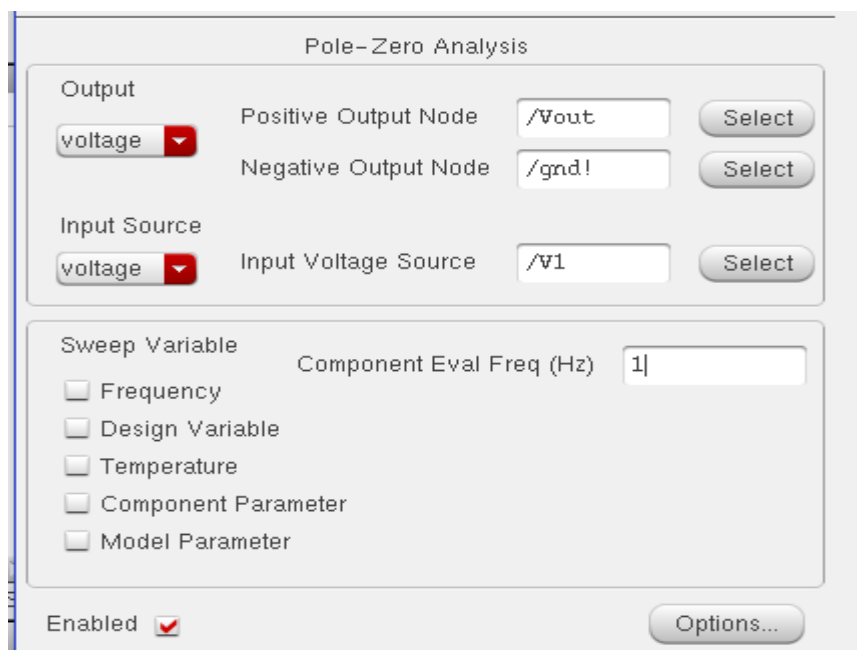 Pole-Zero Analysis
Output
voltage
Positive Output Node /Vout Select
Negative Output Node /gnd! Select
Input Source
voltage
Input Voltage Source /V1 Select
Sweep Variable
Component Eval Freq (Hz) 1
Frequency
Design Variable
Temperature
Component Parameter
Model Parameter
Enabled
Options...